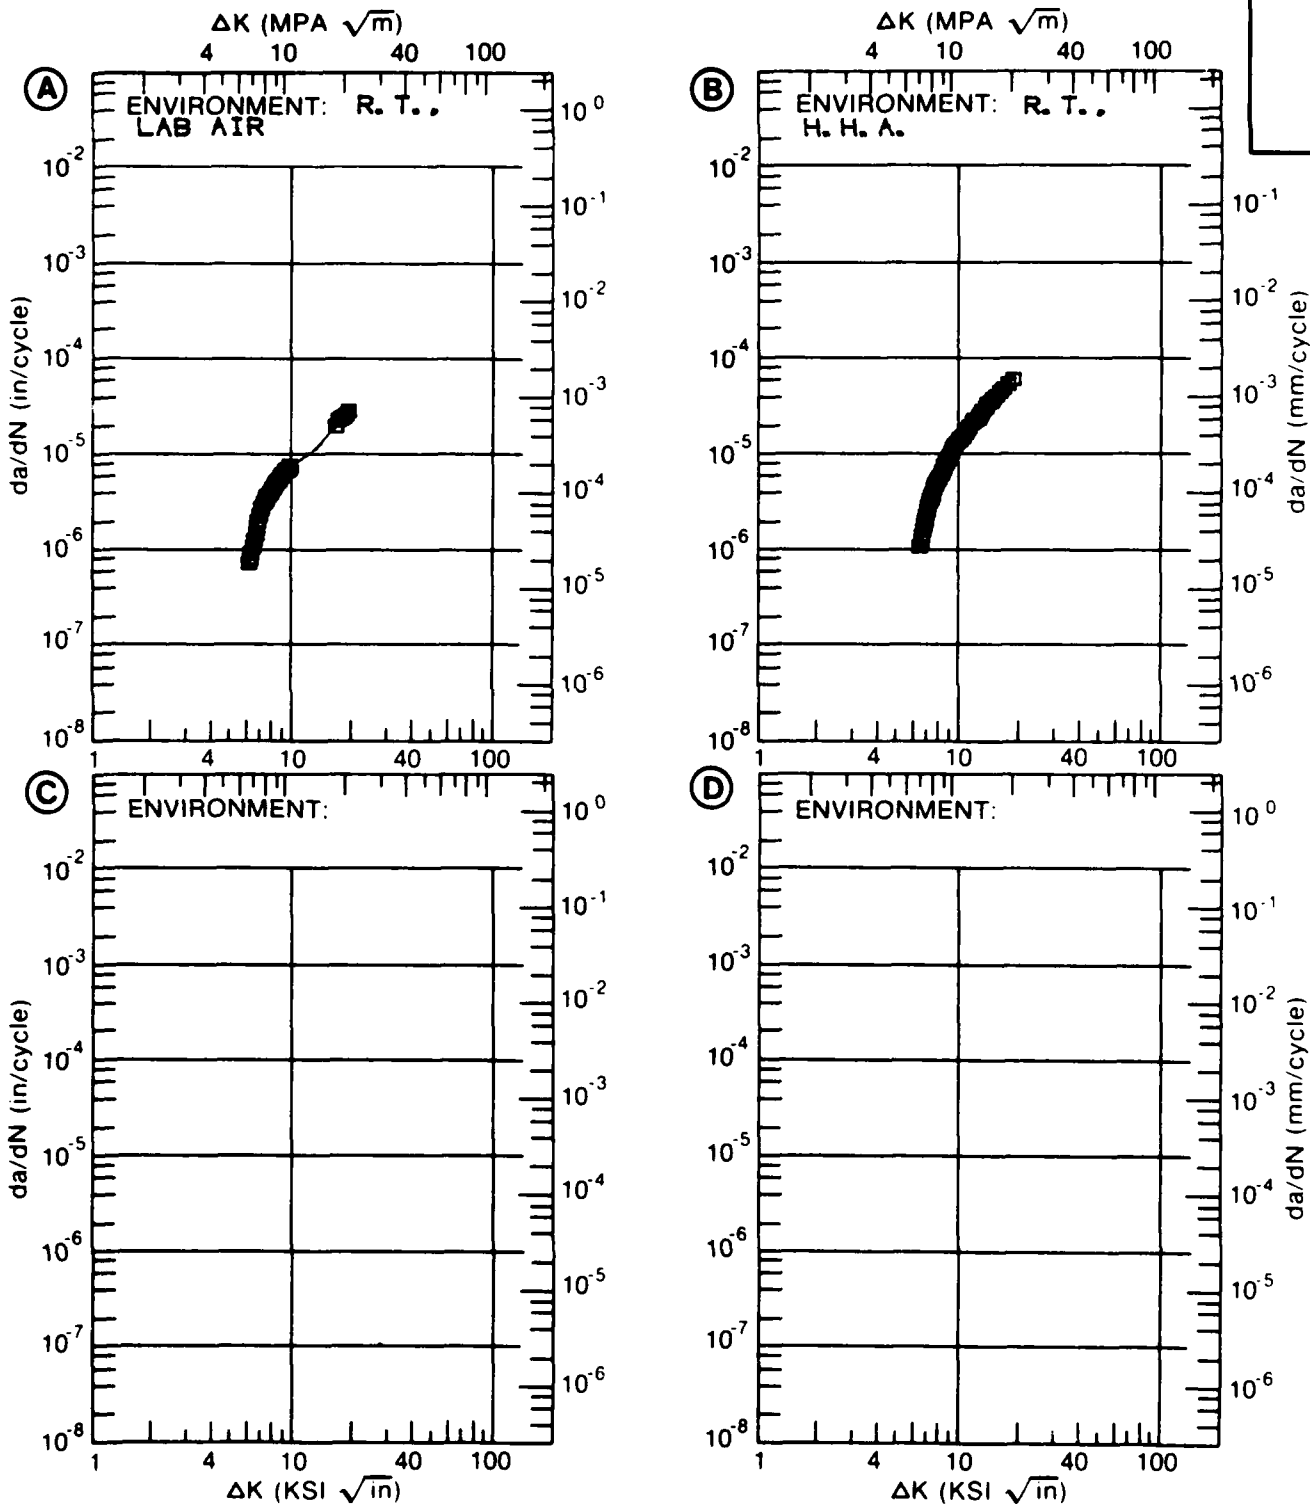 ΔK (MPA √m)
4 10 40 100
A
ENVIRONMENT: R. T.,
LAB AIR
da/dN (in/cycle)
10^-2
10^-3
10^-4
10^-5
10^-6
10^-7
10^-8
10^0
10^-1
10^-2
10^-3
10^-4
10^-5
10^-6
1 4 10 40 100
ΔK (MPA √m)
4 10 40 100
B
ENVIRONMENT: R. T.,
H. H. A.
10^-2
10^-3
10^-4
10^-5
10^-6
10^-7
10^-8
10^-1
10^-2
10^-3
10^-4
10^-5
10^-6
da/dN (mm/cycle)
1 4 10 40 100
C
ENVIRONMENT:
da/dN (in/cycle)
10^-2
10^-3
10^-4
10^-5
10^-6
10^-7
10^-8
10^0
10^-1
10^-2
10^-3
10^-4
10^-5
10^-6
1 4 10 40 100
ΔK (KSI √in)
D
ENVIRONMENT:
10^-2
10^-3
10^-4
10^-5
10^-6
10^-7
10^-8
10^0
10^-1
10^-2
10^-3
10^-4
10^-5
10^-6
da/dN (mm/cycle)
1 4 10 40 100
ΔK (KSI √in)